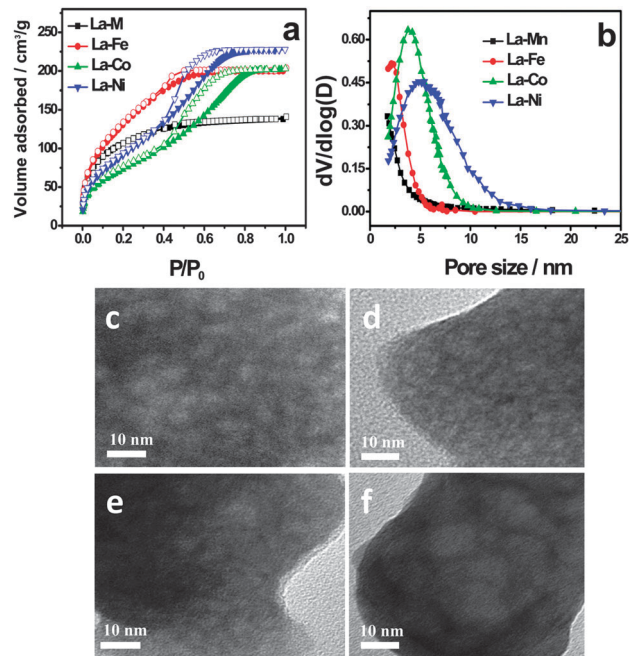 a
La-M
La-Fe
La-Co
La-Ni
Volume adsorbed / cm³/g
250
200
150
100
50
0
0.0 0.2 0.4 0.6 0.8 1.0
P/P₀
b
La-Mn
La-Fe
La-Co
La-Ni
dV/dlog(D)
0.60
0.45
0.30
0.15
0.00
0 5 10 15 20 25
Pore size / nm
c
10 nm
d
10 nm
e
10 nm
f
10 nm